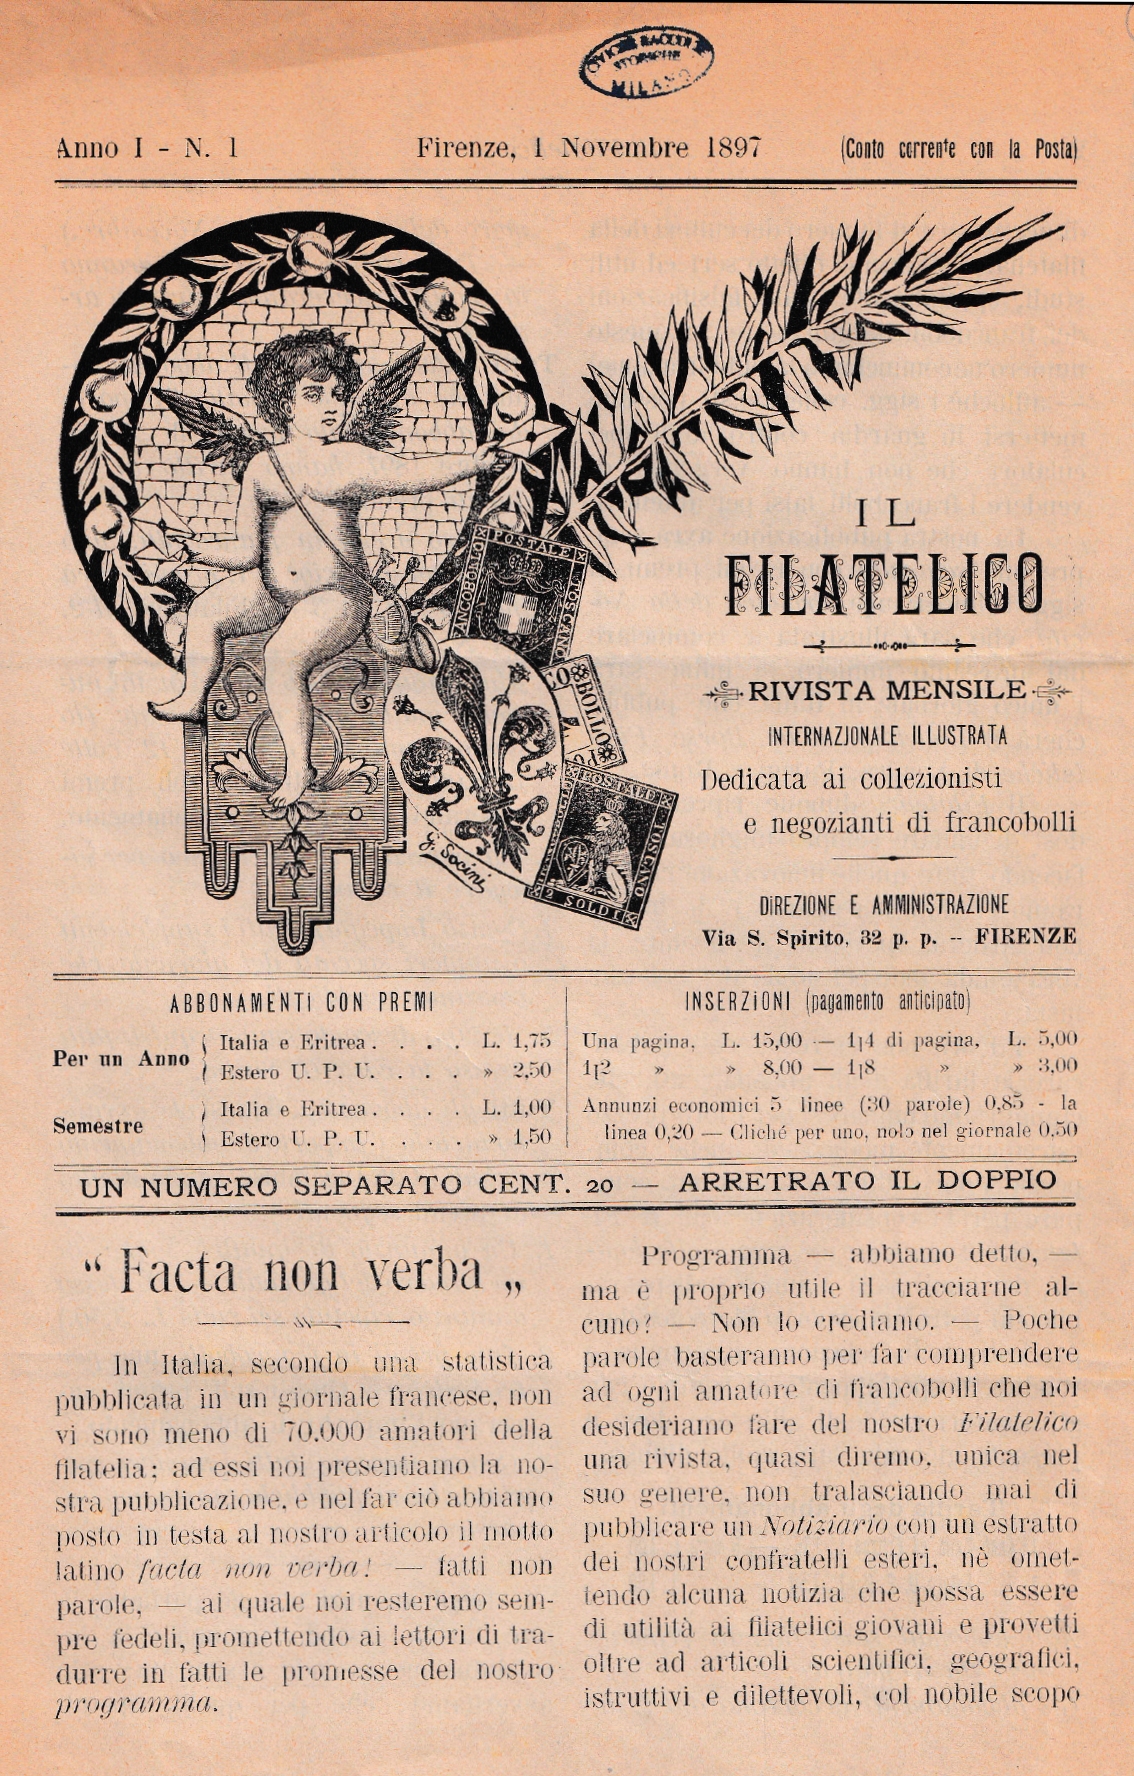 CIVICHE RACCOLTE
STORICHE
MILANO
Anno I - N. 1 Firenze, 1 Novembre 1897 (Conto corrente con la Posta)
FRANCOBOLLO POSTALE
BOLLO
POSTALE TOSCANO
2 SOLDI
G. Socini
IL
FILATELICO
RIVISTA MENSILE
INTERNAZIONALE ILLUSTRATA
Dedicata ai collezionisti
e negozianti di francobolli
DIREZIONE E AMMINISTRAZIONE
Via S. Spirito, 32 p. p. -- FIRENZE
ABBONAMENTI CON PREMI
Per un Anno { Italia e Eritrea . . . . L. 1,75
Estero U. P. U. . . . . » 2,50
Semestre { Italia e Eritrea . . . . L. 1,00
Estero U. P. U. . . . . » 1,50
INSERZIONI (pagamento anticipato)
Una pagina, L. 15,00 — 1|4 di pagina, L. 5,00
1|2 » » 8,00 — 1|8 » » 3,00
Annunzi economici 5 linee (30 parole) 0,85 - la
linea 0,20 — Cliché per uno, nolo nel giornale 0,50
UN NUMERO SEPARATO CENT. 20 — ARRETRATO IL DOPPIO
“ Facta non verba „
In Italia, secondo una statistica
pubblicata in un giornale francese, non
vi sono meno di 70.000 amatori della
filatelia; ad essi noi presentiamo la no-
stra pubblicazione, e nel far ciò abbiamo
posto in testa al nostro articolo il motto
latino facta non verba! — fatti non
parole, — ai quale noi resteremo sem-
pre fedeli, promettendo ai lettori di tra-
durre in fatti le promesse del nostro
programma.
Programma — abbiamo detto, —
ma è proprio utile il tracciarne al-
cuno? — Non lo crediamo. — Poche
parole basteranno per far comprendere
ad ogni amatore di francobolli che noi
desideriamo fare del nostro Filatelico
una rivista, quasi diremo, unica nel
suo genere, non tralasciando mai di
pubblicare un Notiziario con un estratto
dei nostri confratelli esteri, nè omet-
tendo alcuna notizia che possa essere
di utilità ai filatelici giovani e provetti
oltre ad articoli scientifici, geografici,
istruttivi e dilettevoli, col nobile scopo